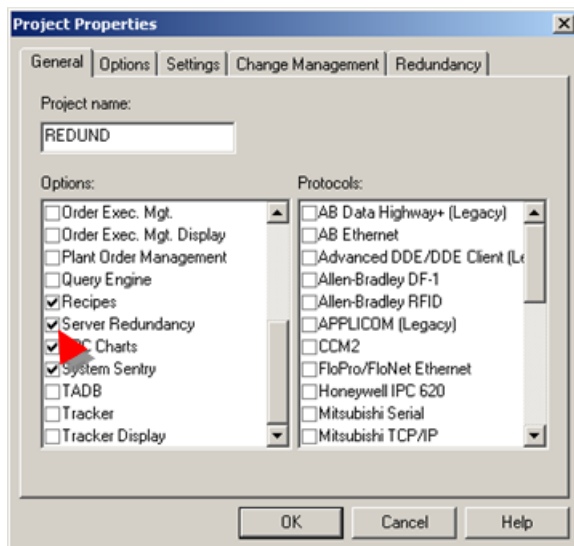 Project Properties
General Options Settings Change Management Redundancy
Project name:
REDUND
Options:
Order Exec. Mgt.
Order Exec. Mgt. Display
Plant Order Management
Query Engine
Recipes
Server Redundancy
Charts
System Sentry
TADB
Tracker
Tracker Display
Protocols:
AB Data Highway+ (Legacy)
AB Ethernet
Advanced DDE/DDE Client (Le
Allen-Bradley DF-1
Allen-Bradley RFID
APPLICOM (Legacy)
CCM2
FloPro/FloNet Ethernet
Honeywell IPC 620
Mitsubishi Serial
Mitsubishi TCP/IP
OK Cancel Help